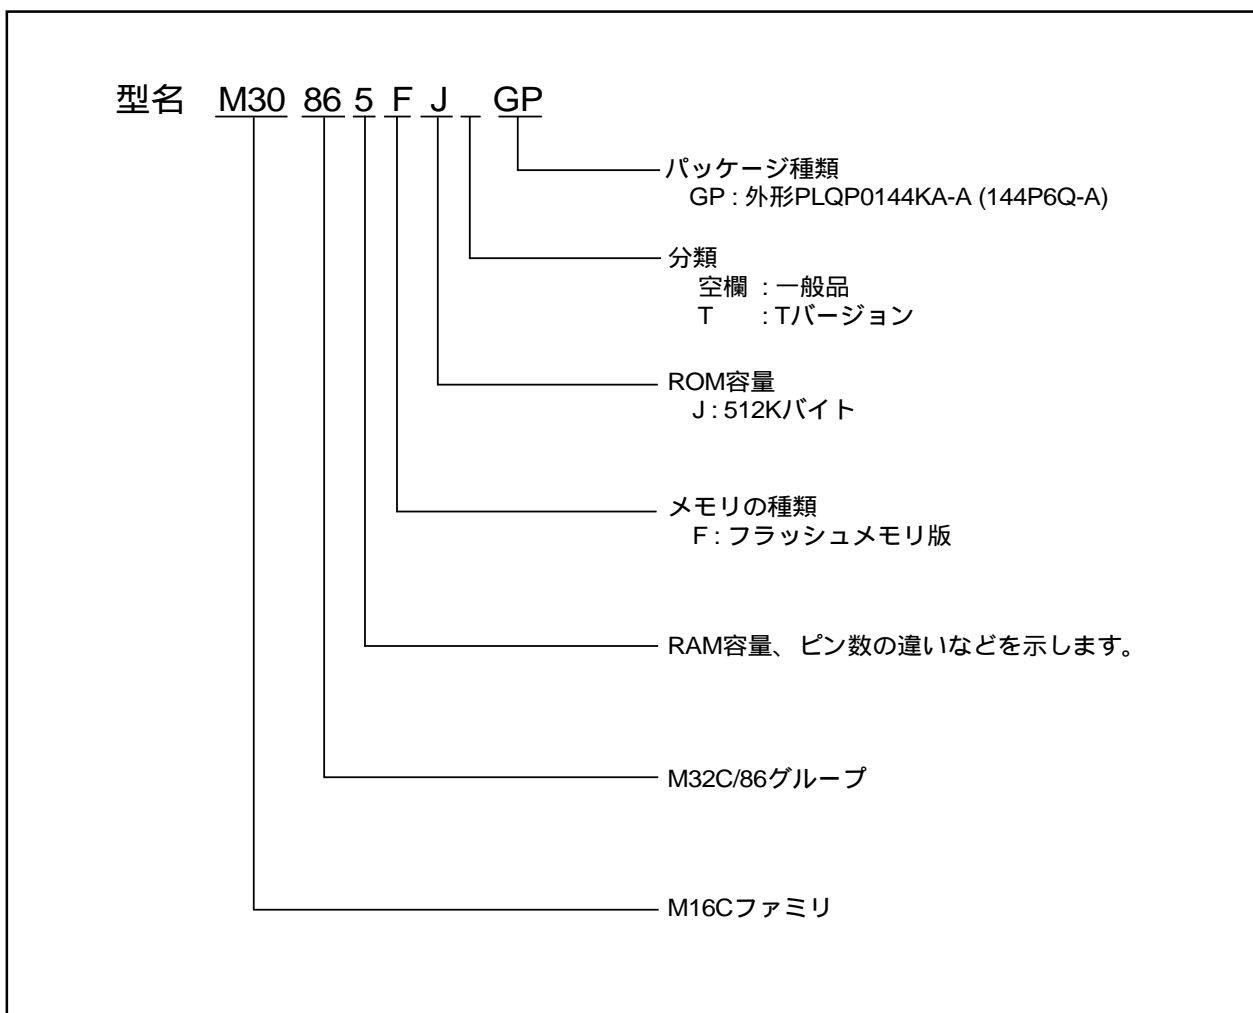 型名 M30 86 5 F J GP
パッケージ種類
GP : 外形PLQP0144KA-A (144P6Q-A)
分類
空欄 : 一般品
T : Tバージョン
ROM容量
J : 512Kバイト
メモリの種類
F : フラッシュメモリ版
RAM容量、ピン数の違いなどを示します。
M32C/86グループ
M16Cファミリ